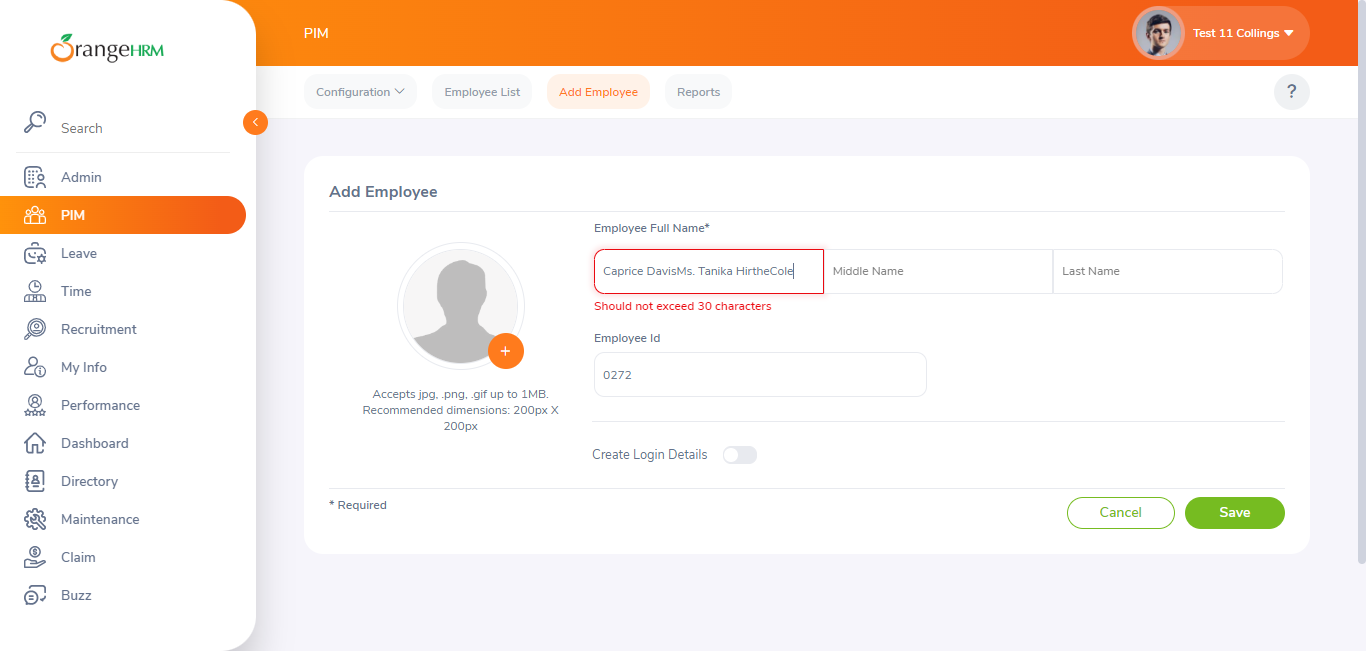 OrangeHRM
PIM
Test 11 Collings
Configuration
Employee List
Add Employee
Reports
?
Search
Admin
PIM
Leave
Time
Recruitment
My Info
Performance
Dashboard
Directory
Maintenance
Claim
Buzz
Add Employee
Employee Full Name*
Caprice DavisMs. Tanika HirtheCole
Middle Name
Last Name
Should not exceed 30 characters
Employee Id
0272
+
Accepts jpg, .png, .gif up to 1MB.
Recommended dimensions: 200px X
200px
Create Login Details
* Required
Cancel
Save